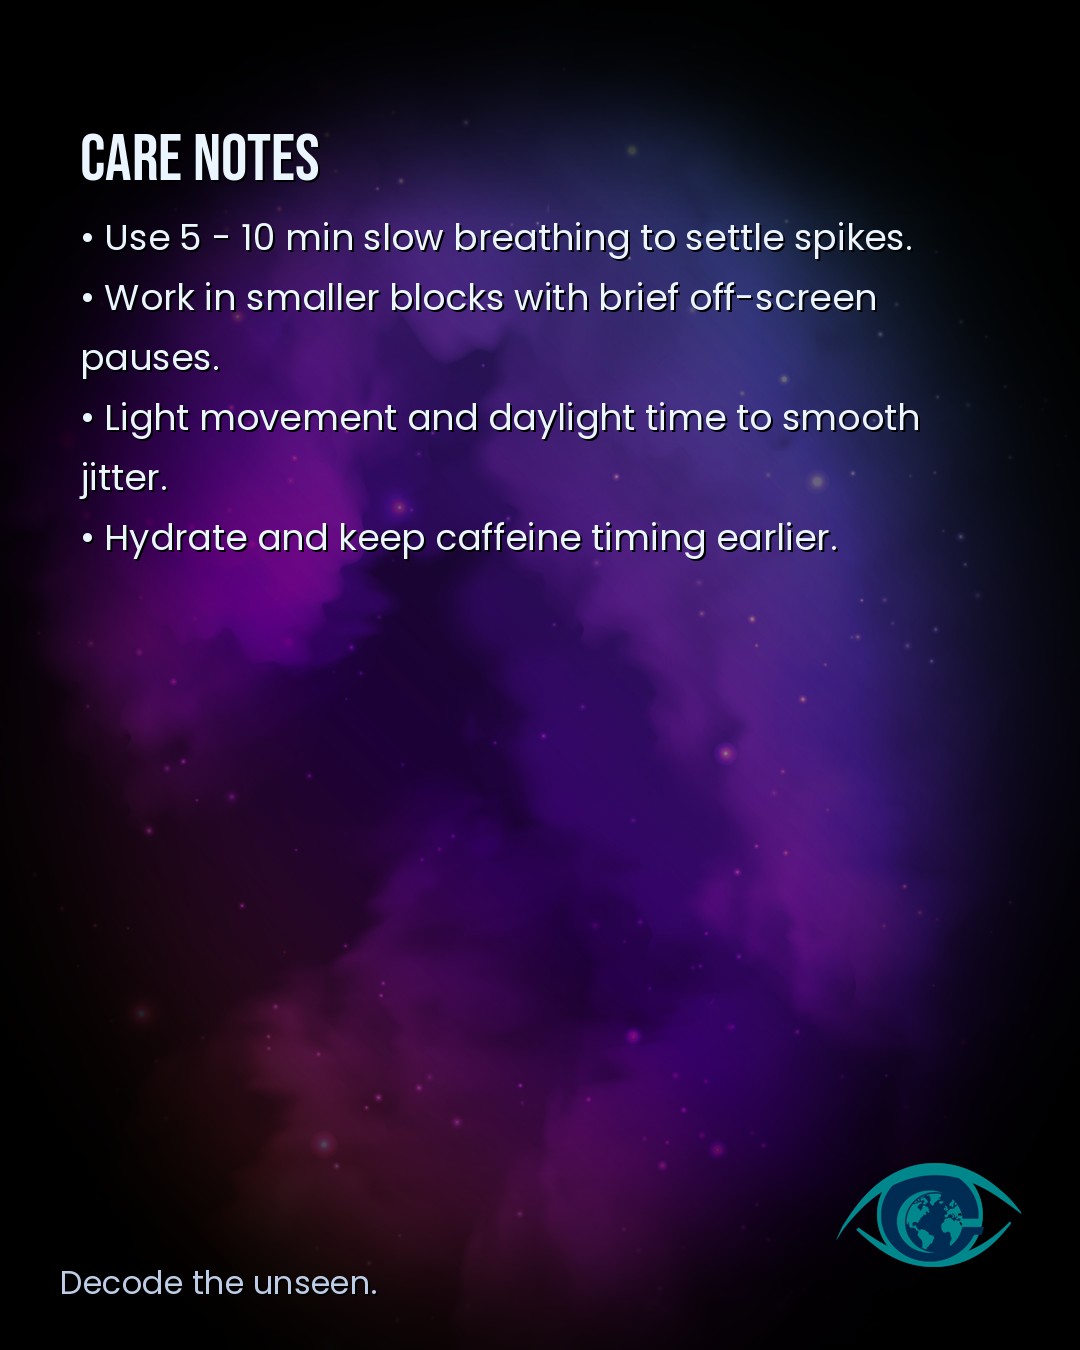 CARE NOTES
• Use 5 - 10 min slow breathing to settle spikes.
• Work in smaller blocks with brief off-screen
pauses.
• Light movement and daylight time to smooth
jitter.
• Hydrate and keep caffeine timing earlier.
Decode the unseen.